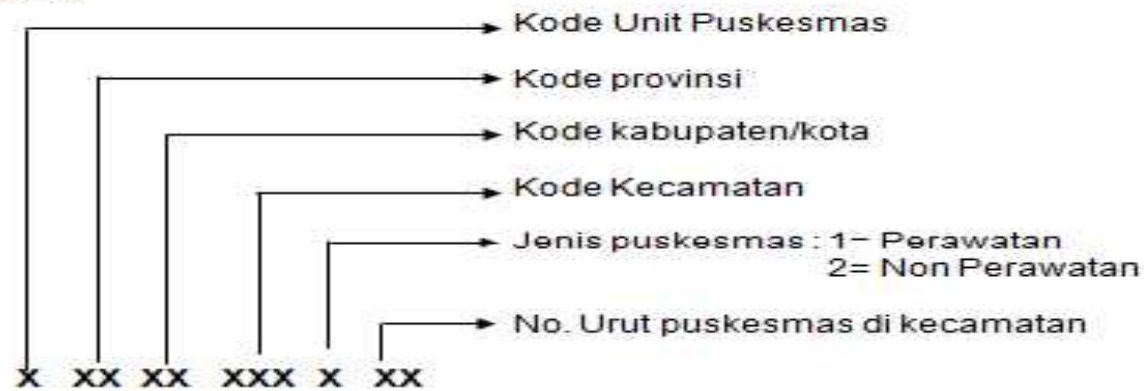 Kode Unit Puskesmas
Kode provinsi
Kode kabupaten/kota
Kode Kecamatan
Jenis puskesmas : 1– Perawatan
2= Non Perawatan
No. Urut puskesmas di kecamatan
X XX XX XXX X XX